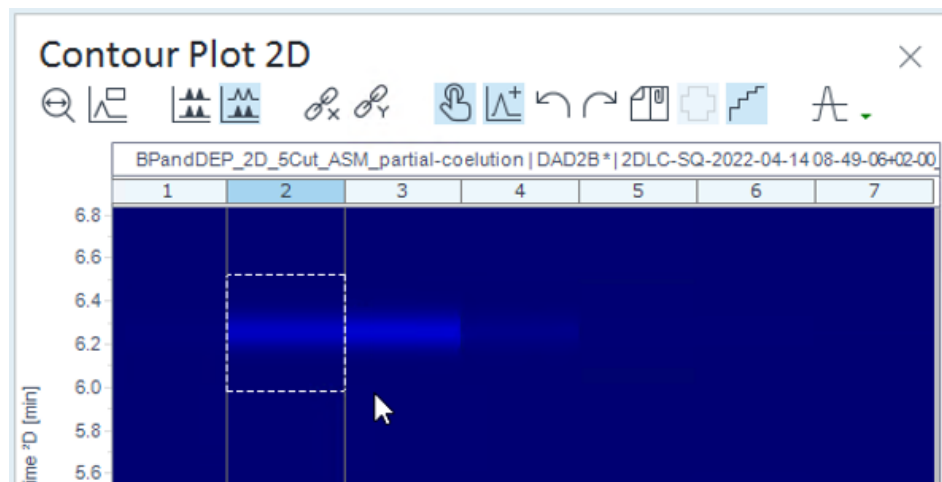 Contour Plot 2D
X
Y
BPandDEP_2D_5Cut_ASM_partial-coelution | DAD2B * | 2DLC-SQ-2022-04-14 08-49-06+02-00_
1 2 3 4 5 6 7
6.8
6.6
6.4
6.2
6.0
5.8
5.6
ime ²D [min]